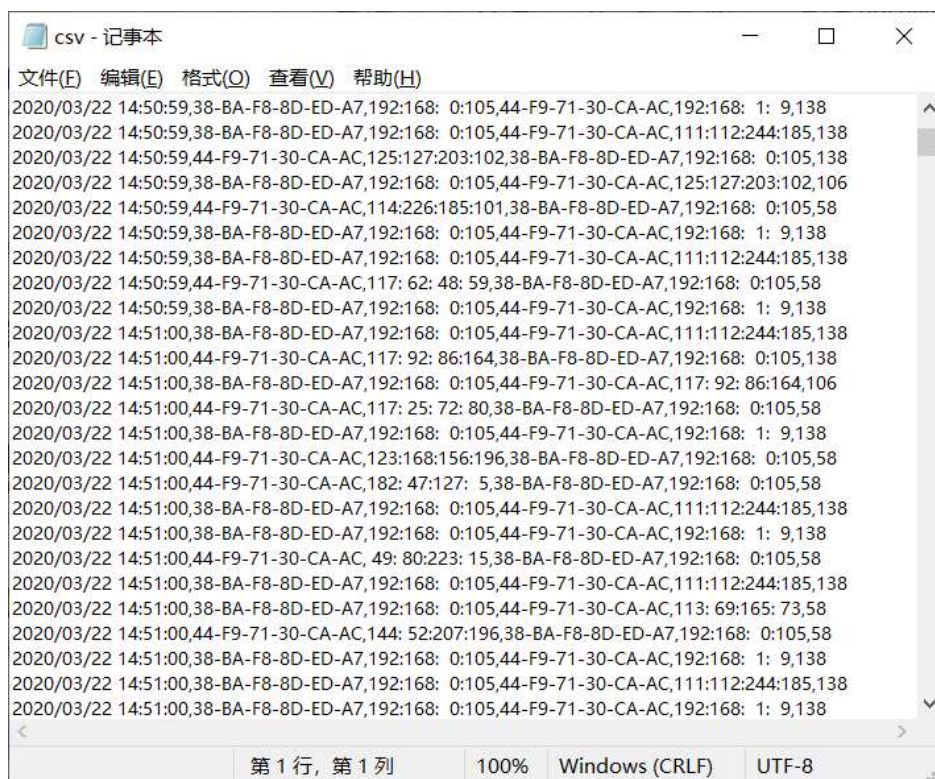 csv - 记事本
文件(F) 编辑(E) 格式(O) 查看(V) 帮助(H)
2020/03/22 14:50:59,38-BA-F8-8D-ED-A7,192:168:  0:105,44-F9-71-30-CA-AC,192:168:  1:  9,138
2020/03/22 14:50:59,38-BA-F8-8D-ED-A7,192:168:  0:105,44-F9-71-30-CA-AC,111:112:244:185,138
2020/03/22 14:50:59,44-F9-71-30-CA-AC,125:127:203:102,38-BA-F8-8D-ED-A7,192:168:  0:105,138
2020/03/22 14:50:59,38-BA-F8-8D-ED-A7,192:168:  0:105,44-F9-71-30-CA-AC,125:127:203:102,106
2020/03/22 14:50:59,44-F9-71-30-CA-AC,114:226:185:101,38-BA-F8-8D-ED-A7,192:168:  0:105,58
2020/03/22 14:50:59,38-BA-F8-8D-ED-A7,192:168:  0:105,44-F9-71-30-CA-AC,192:168:  1:  9,138
2020/03/22 14:50:59,38-BA-F8-8D-ED-A7,192:168:  0:105,44-F9-71-30-CA-AC,111:112:244:185,138
2020/03/22 14:50:59,44-F9-71-30-CA-AC,117: 62: 48: 59,38-BA-F8-8D-ED-A7,192:168:  0:105,58
2020/03/22 14:50:59,38-BA-F8-8D-ED-A7,192:168:  0:105,44-F9-71-30-CA-AC,192:168:  1:  9,138
2020/03/22 14:51:00,38-BA-F8-8D-ED-A7,192:168:  0:105,44-F9-71-30-CA-AC,111:112:244:185,138
2020/03/22 14:51:00,44-F9-71-30-CA-AC,117: 92: 86:164,38-BA-F8-8D-ED-A7,192:168:  0:105,138
2020/03/22 14:51:00,38-BA-F8-8D-ED-A7,192:168:  0:105,44-F9-71-30-CA-AC,117: 92: 86:164,106
2020/03/22 14:51:00,44-F9-71-30-CA-AC,117: 25: 72: 80,38-BA-F8-8D-ED-A7,192:168:  0:105,58
2020/03/22 14:51:00,38-BA-F8-8D-ED-A7,192:168:  0:105,44-F9-71-30-CA-AC,192:168:  1:  9,138
2020/03/22 14:51:00,44-F9-71-30-CA-AC,123:168:156:196,38-BA-F8-8D-ED-A7,192:168:  0:105,58
2020/03/22 14:51:00,44-F9-71-30-CA-AC,182: 47:127:  5,38-BA-F8-8D-ED-A7,192:168:  0:105,58
2020/03/22 14:51:00,38-BA-F8-8D-ED-A7,192:168:  0:105,44-F9-71-30-CA-AC,111:112:244:185,138
2020/03/22 14:51:00,38-BA-F8-8D-ED-A7,192:168:  0:105,44-F9-71-30-CA-AC,192:168:  1:  9,138
2020/03/22 14:51:00,44-F9-71-30-CA-AC, 49: 80:223: 15,38-BA-F8-8D-ED-A7,192:168:  0:105,58
2020/03/22 14:51:00,38-BA-F8-8D-ED-A7,192:168:  0:105,44-F9-71-30-CA-AC,111:112:244:185,138
2020/03/22 14:51:00,38-BA-F8-8D-ED-A7,192:168:  0:105,44-F9-71-30-CA-AC,113: 69:165: 73,58
2020/03/22 14:51:00,44-F9-71-30-CA-AC,144: 52:207:196,38-BA-F8-8D-ED-A7,192:168:  0:105,58
2020/03/22 14:51:00,38-BA-F8-8D-ED-A7,192:168:  0:105,44-F9-71-30-CA-AC,192:168:  1:  9,138
2020/03/22 14:51:00,38-BA-F8-8D-ED-A7,192:168:  0:105,44-F9-71-30-CA-AC,111:112:244:185,138
2020/03/22 14:51:00,38-BA-F8-8D-ED-A7,192:168:  0:105,44-F9-71-30-CA-AC,192:168:  1:  9,138
第 1 行，第 1 列 100% Windows (CRLF) UTF-8